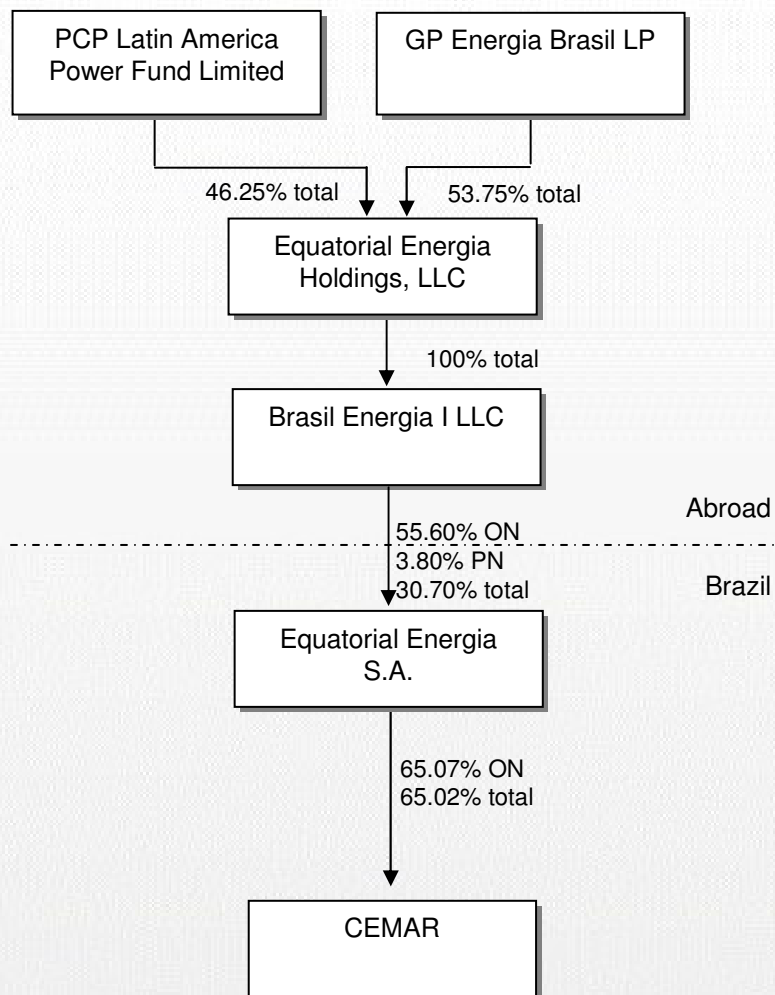 PCP Latin America
Power Fund Limited
GP Energia Brasil LP
46.25% total
53.75% total
Equatorial Energia
Holdings, LLC
100% total
Brasil Energia I LLC
Abroad
55.60% ON
3.80% PN
30.70% total
Brazil
Equatorial Energia
S.A.
65.07% ON
65.02% total
CEMAR